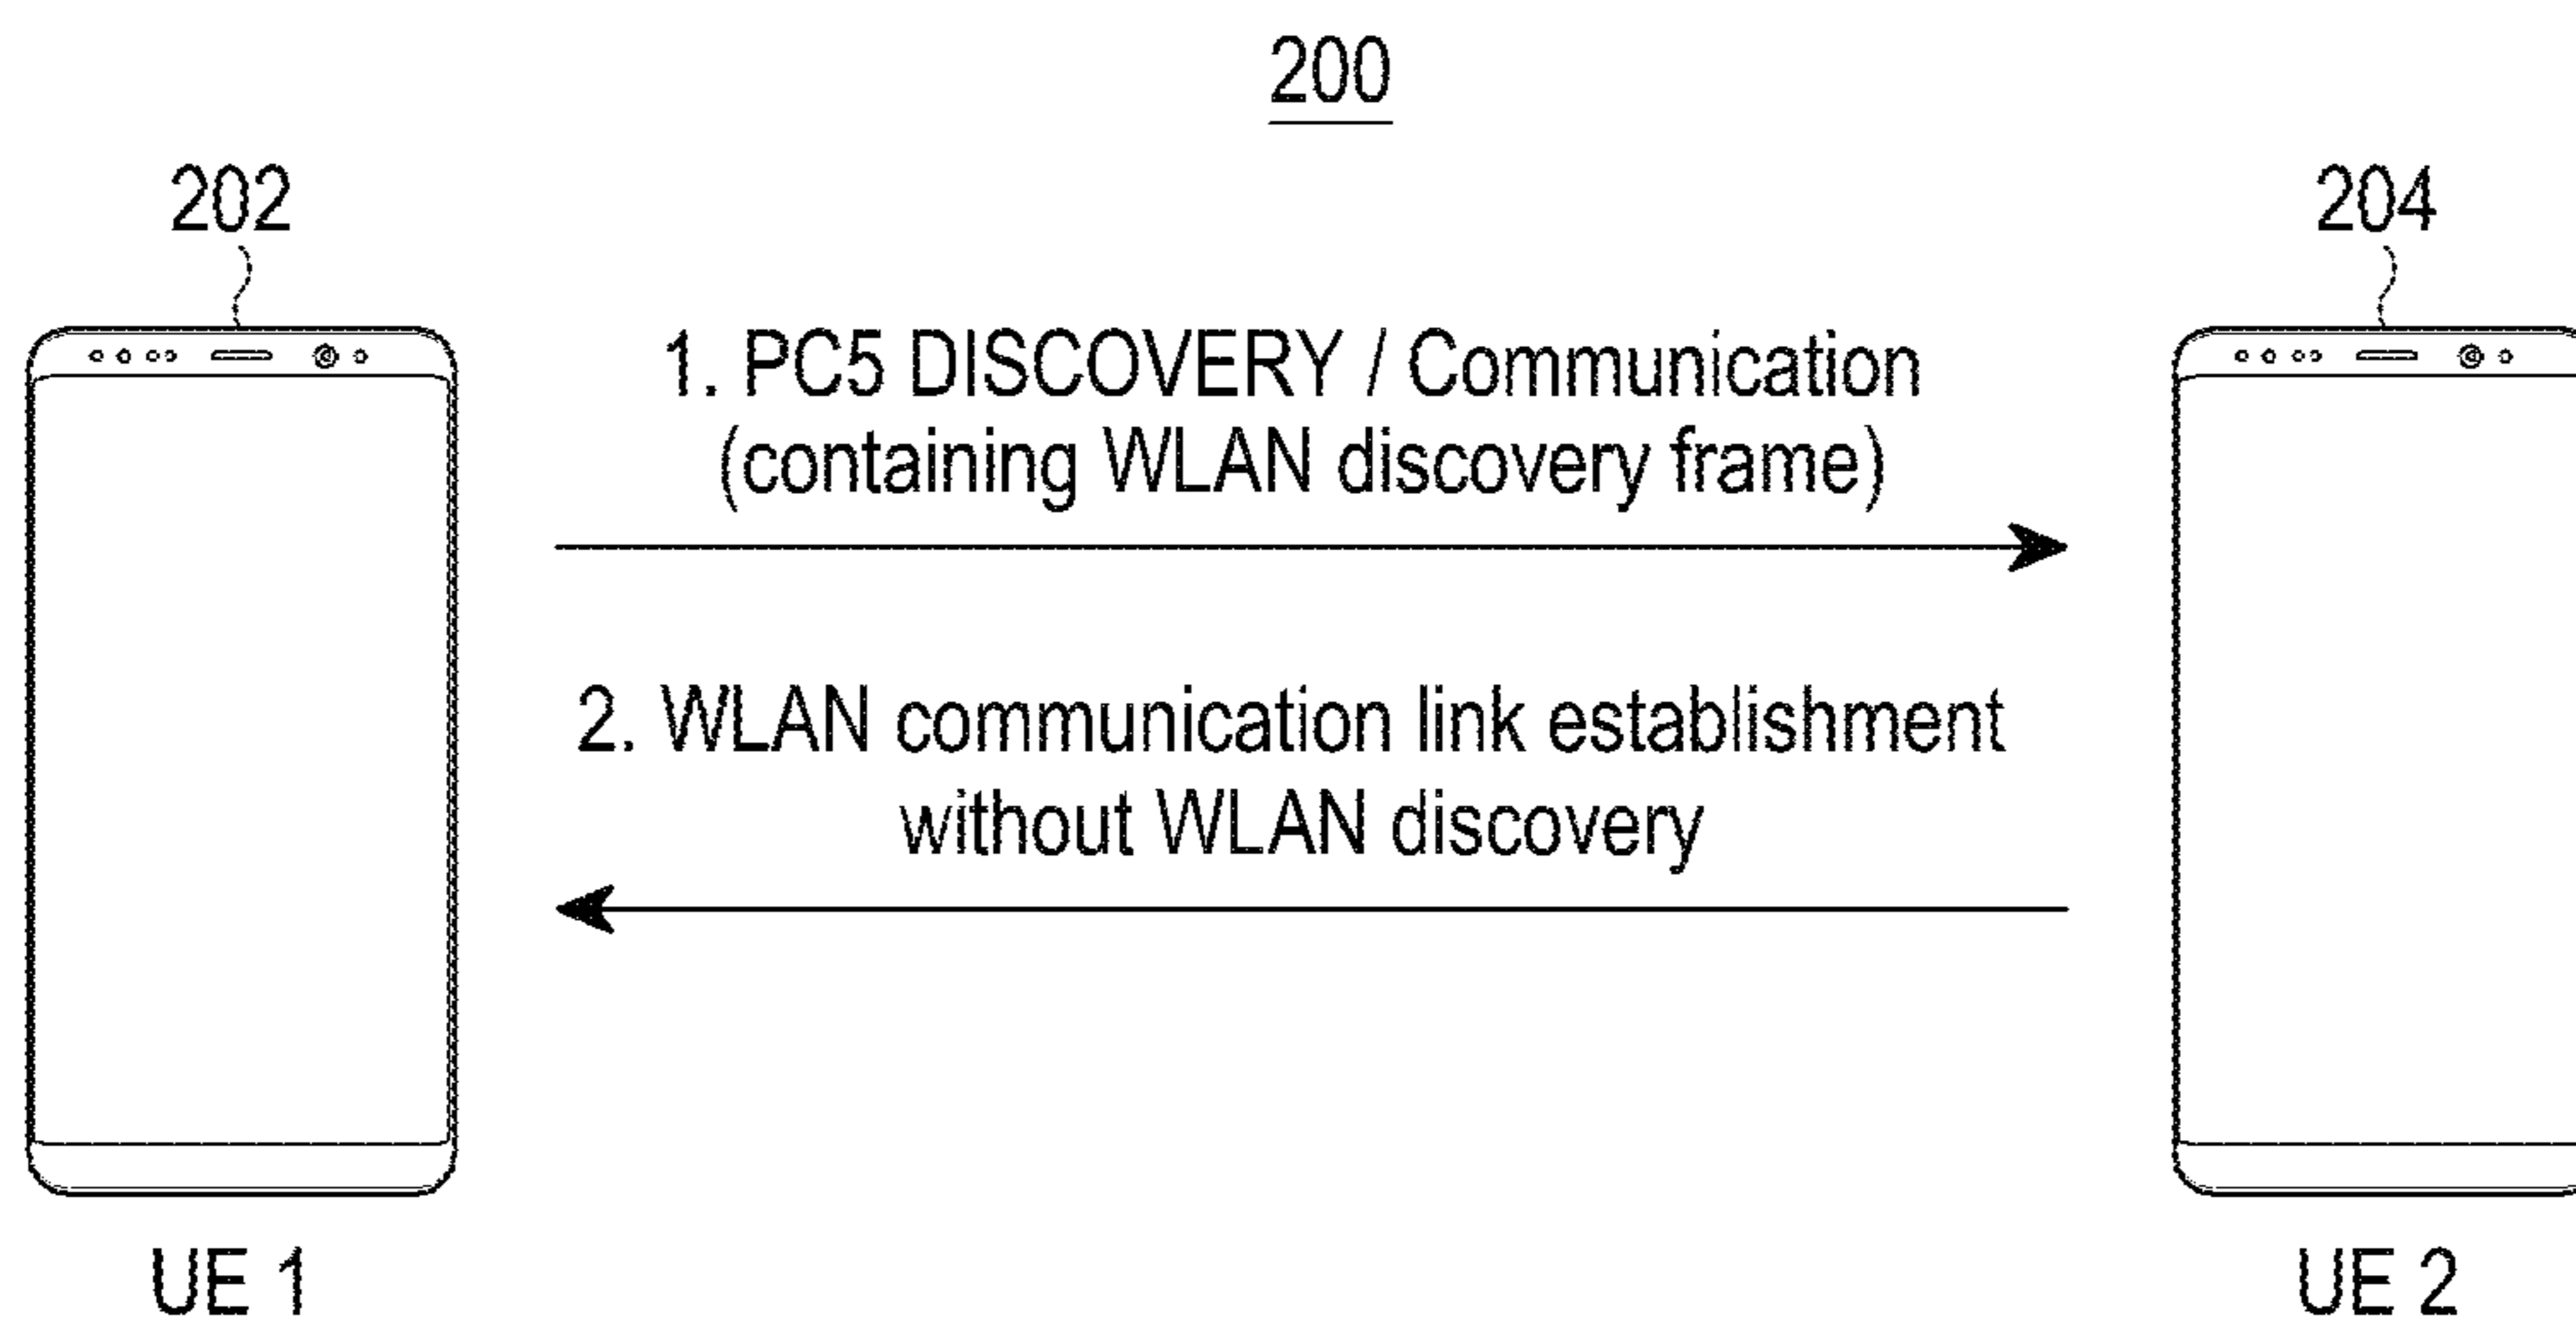 200
202
204
1. PC5 DISCOVERY / Communication
(containing WLAN discovery frame)
2. WLAN communication link establishment
without WLAN discovery
UE 1
UE 2